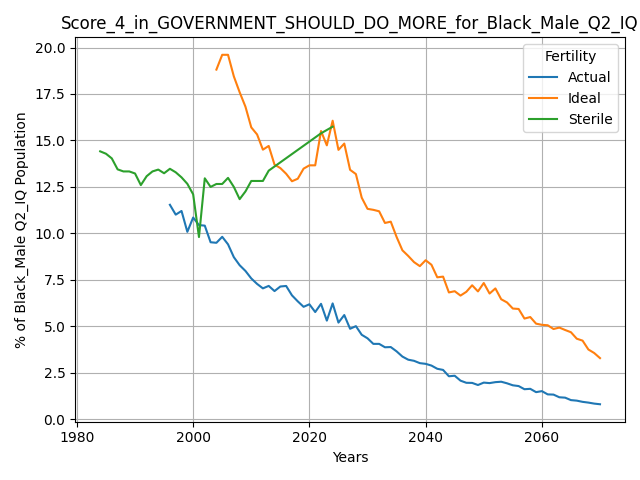 Score_4_in_GOVERNMENT_SHOULD_DO_MORE_for_Black_Male_Q2_IQ
Fertility
Actual
Ideal
Sterile
% of Black_Male Q2_IQ Population
20.0
17.5
15.0
12.5
10.0
7.5
5.0
2.5
0.0
1980 2000 2020 2040 2060
Years